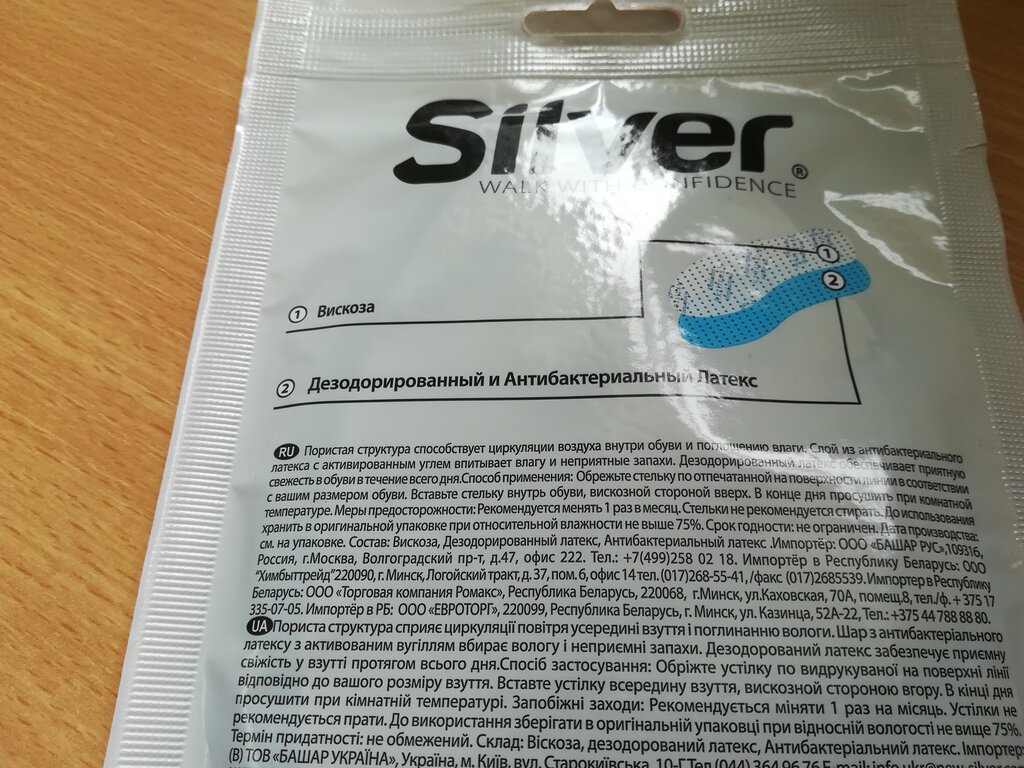 Silver®
WALK WITH CONFIDENCE
1
2
1 Вискоза
2 Дезодорированный и Антибактериальный Латекс
RU Пористая структура способствует циркуляции воздуха внутри обуви и поглощению влаги. Слой из антибактериального
латекса с активированным углем впитывает влагу и неприятные запахи. Дезодорированный латекс обеспечивает приятную
свежесть в обуви в течение всего дня.Способ применения: Обрежьте стельку по отпечатанной на поверхности линии в соответствии
с вашим размером обуви. Вставьте стельку внутрь обуви, вискозной стороной вверх. В конце дня просушить при комнатной
температуре. Меры предосторожности: Рекомендуется менять 1 раз в месяц. Стельки не рекомендуется стирать. До использования
хранить в оригинальной упаковке при относительной влажности не выше 75%. Срок годности: не ограничен. Дата производства:
см. на упаковке. Состав: Вискоза, Дезодорированный латекс, Антибактериальный латекс .Импортёр: ООО «БАШАР РУС»,109316,
Россия, г.Москва, Волгоградский пр-т, д.47, офис 222. Тел.: +7(499)258 02 18. Импортёр в Республику Беларусь: ООО
"Химбыттрейд"220090, г. Минск, Логойский тракт, д. 37, пом. 6, офис 14 тел. (017)268-55-41, /факс (017)2685539. Импортер в Республику
Беларусь: ООО «Торговая компания Ромакс», Республика Беларусь, 220068, г.Минск, ул.Каховская, 70А, помещ.8, тел./ф. + 375 17
335-07-05. Импортёр в РБ: ООО «ЕВРОТОРГ», 220099, Республика Беларусь, г. Минск, ул. Казинца, 52А-22, Тел.: +375 44 788 88 80.
UA Пориста структура сприяє циркуляції повітря усередині взуття і поглинанню вологи. Шар з антибактеріального
латексу з активованим вугіллям вбирає вологу і неприємні запахи. Дезодорований латекс забезпечує приємну
свіжість у взутті протягом всього дня.Спосіб застосування: Обріжте устілку по видрукуваної на поверхні лінії
відповідно до вашого розміру взуття. Вставте устілку всередину взуття, вискозной стороною вгору. В кінці дня
просушити при кімнатній температурі. Запобіжні заходи: Рекомендується міняти 1 раз на місяць. Устілки не
рекомендується прати. До використання зберігати в оригінальній упаковці при відносній вологості не вище 75%.
Термін придатності: не обмежений. Склад: Віскоза, дезодорований латекс, Антибактеріальний латекс. Імпортер:
(В) ТОВ «БАШАР УКРАЇНА», Україна, м. Київ, вул. Старокиївська, 10-Г.Тел (044) 364 96 76 E-mail:info.ukr@new-silver.com